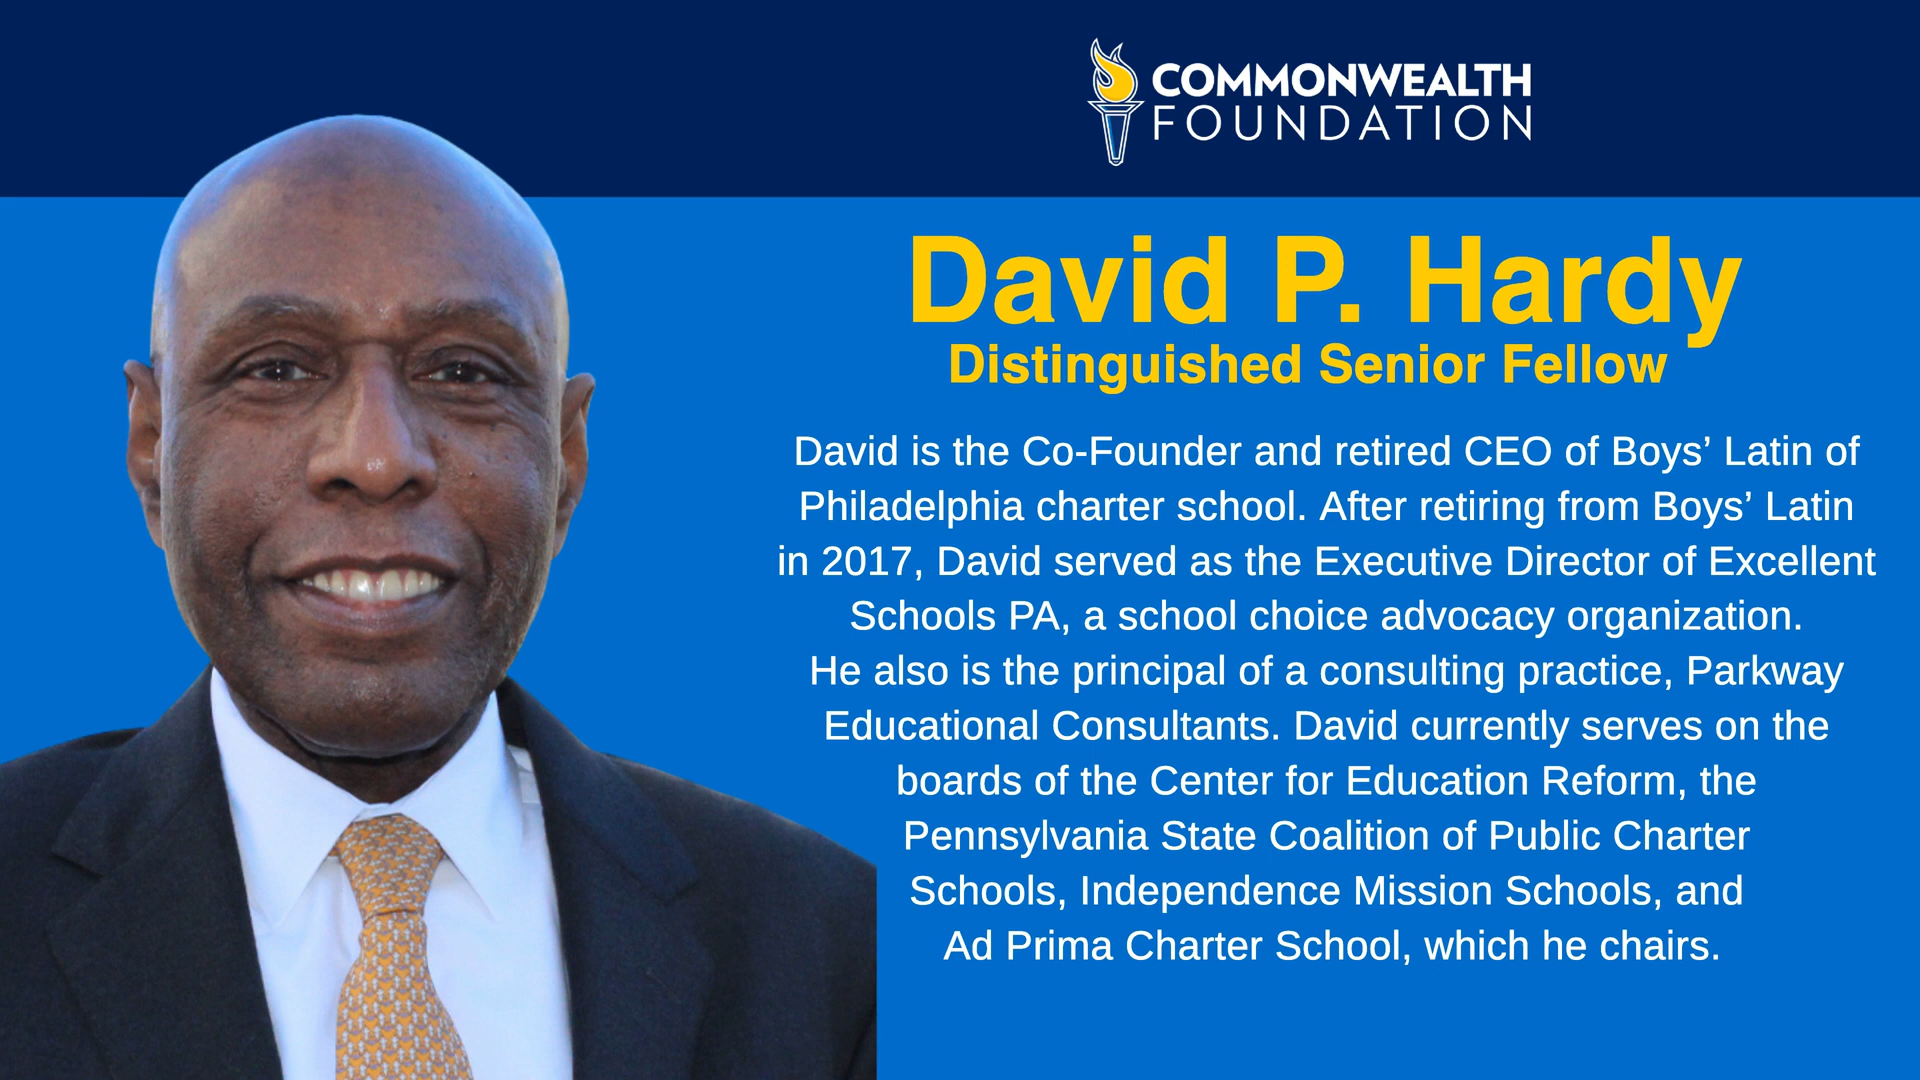 COMMONWEALTH
FOUNDATION
David P. Hardy
Distinguished Senior Fellow
David is the Co-Founder and retired CEO of Boys’ Latin of
Philadelphia charter school. After retiring from Boys’ Latin
in 2017, David served as the Executive Director of Excellent
Schools PA, a school choice advocacy organization.
He also is the principal of a consulting practice, Parkway
Educational Consultants. David currently serves on the
boards of the Center for Education Reform, the
Pennsylvania State Coalition of Public Charter
Schools, Independence Mission Schools, and
Ad Prima Charter School, which he chairs.